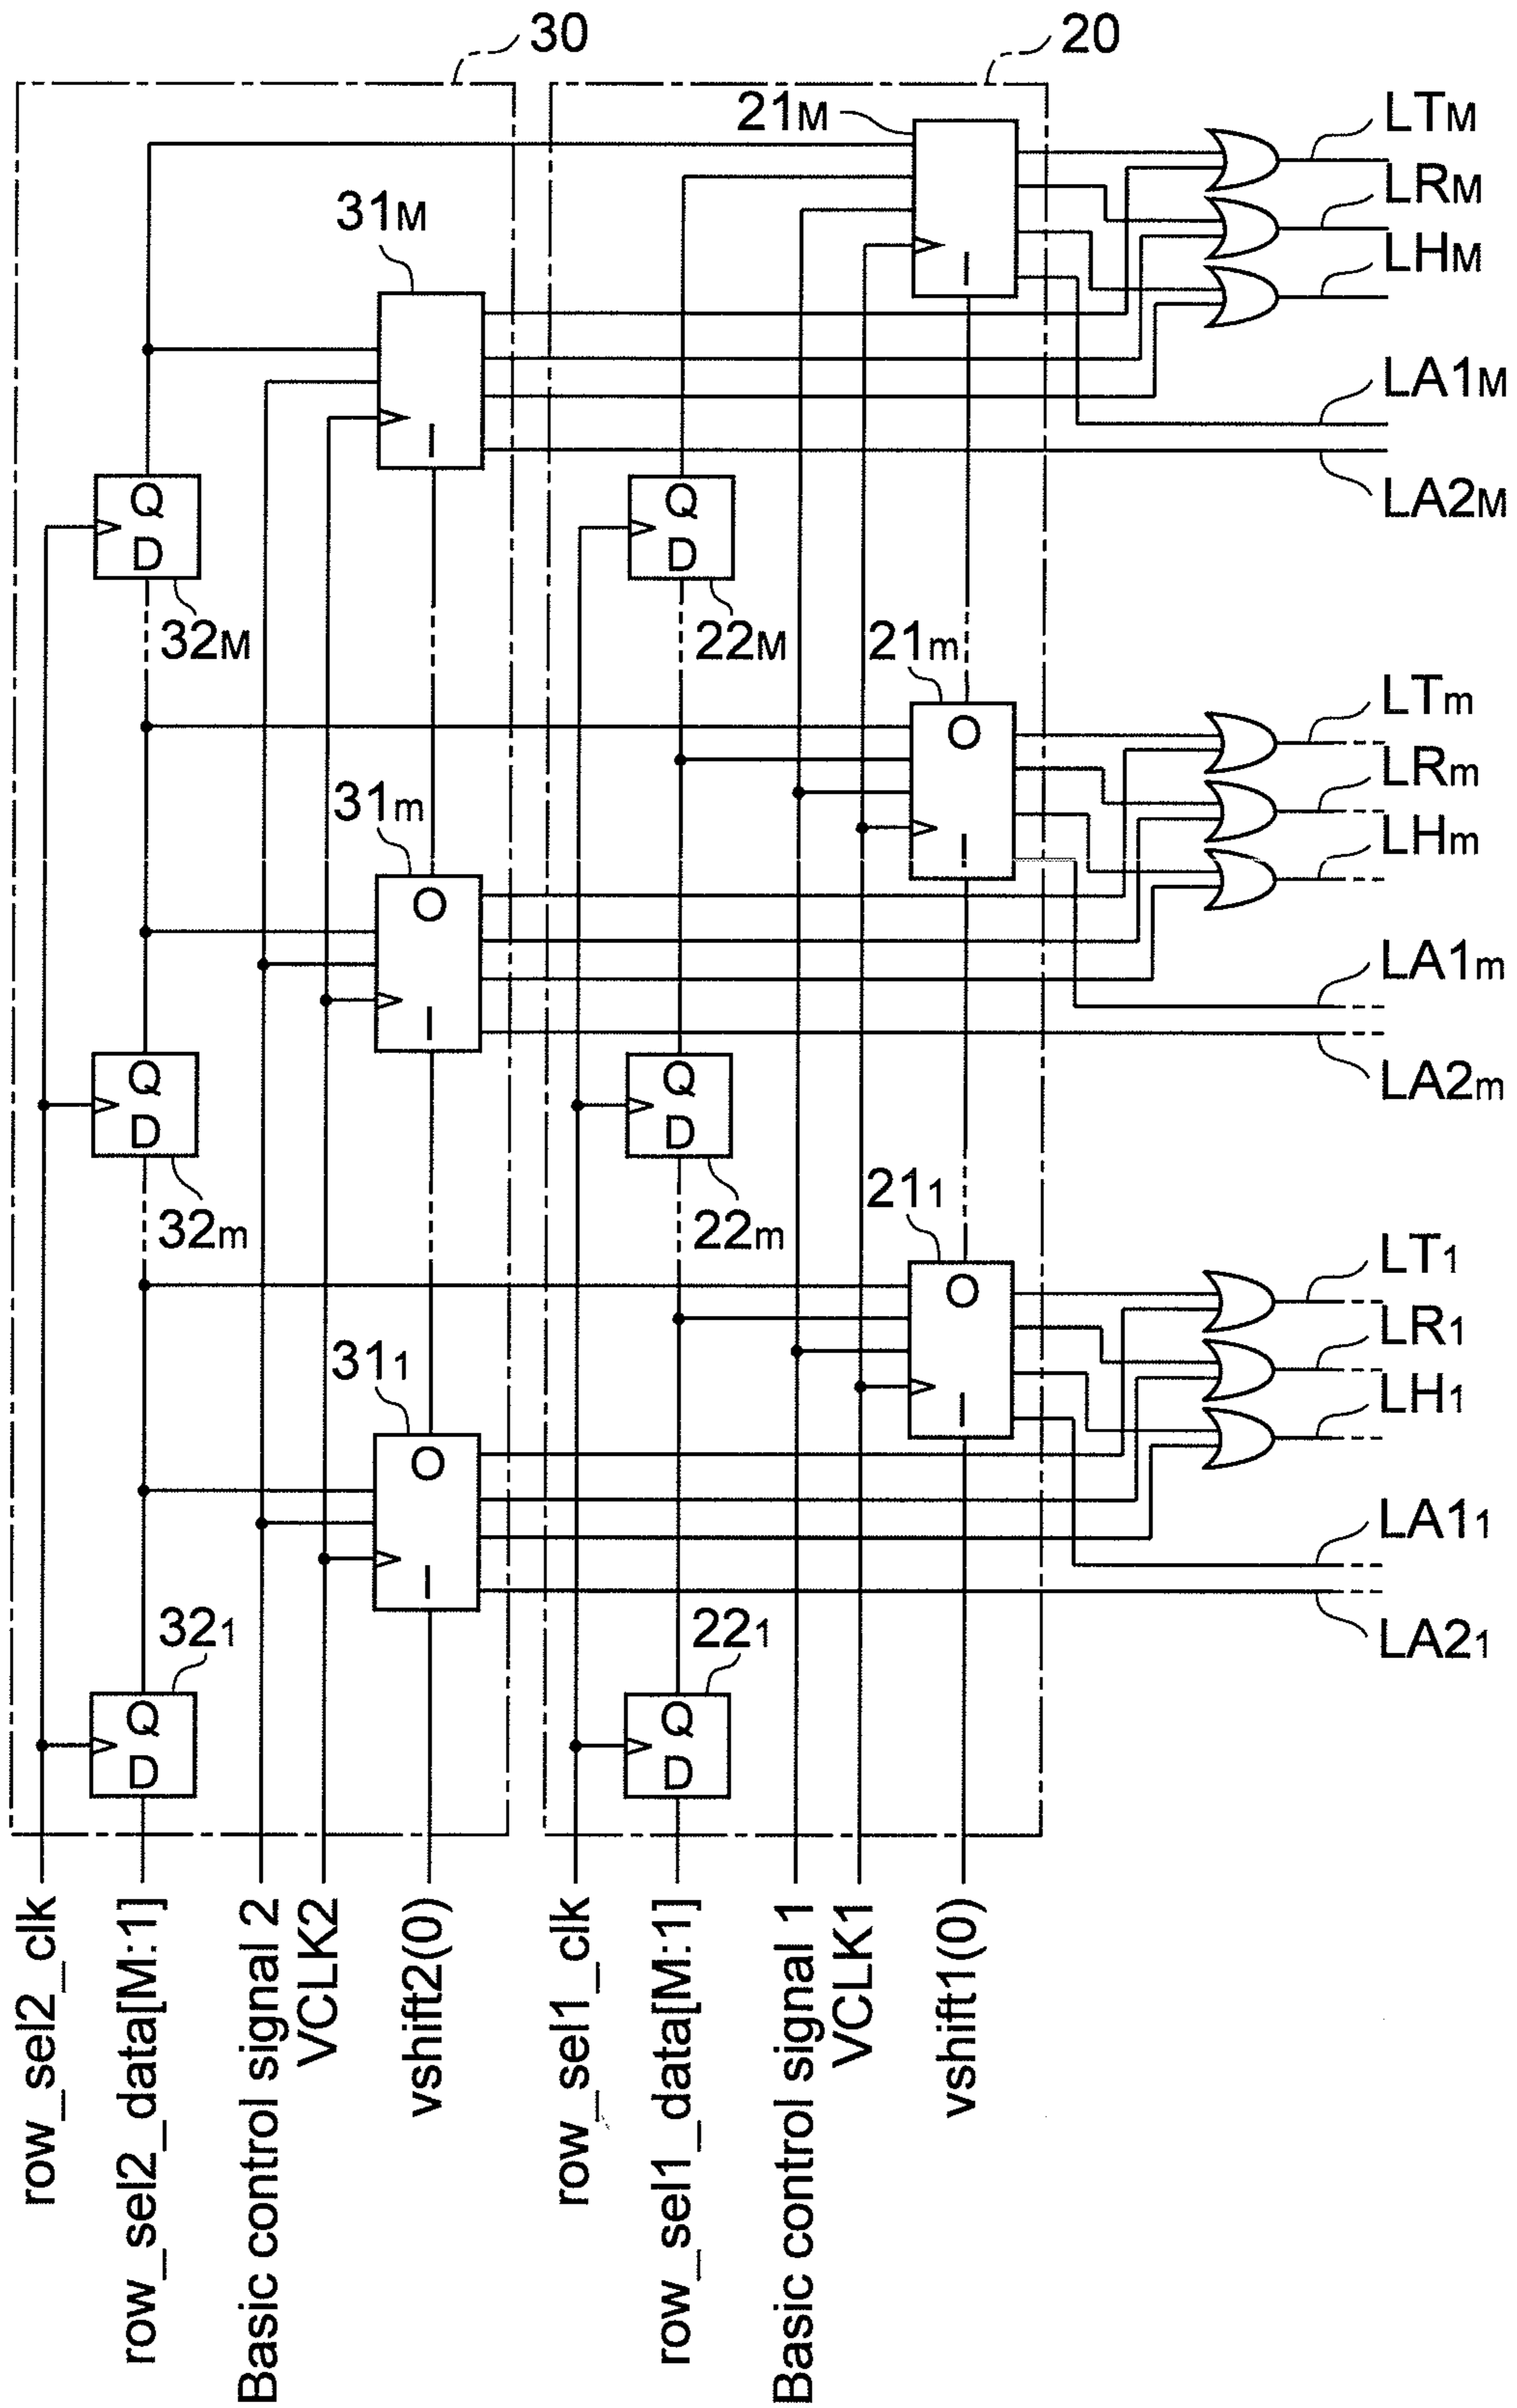 30
20
21M
LTM
LRM
31M
LHM
I
LA1M
I
Q
D
Q
D
LA2M
32M
22M
21m
LTm
O
LRm
31m
LHm
I
O
LA1m
I
Q
D
Q
D
LA2m
32m
22m
211
LT1
O
LR1
311
LHI1
I
O
LA11
I
321
221
LA21
Q
D
Q
D
row_sel2_clk
row_sel2_data[M:1]
Basic control signal 2
VCLK2
vshift2(0)
row_sel1_clk
row_sel1_data[M:1]
Basic control signal 1
VCLK1
vshift1(0)